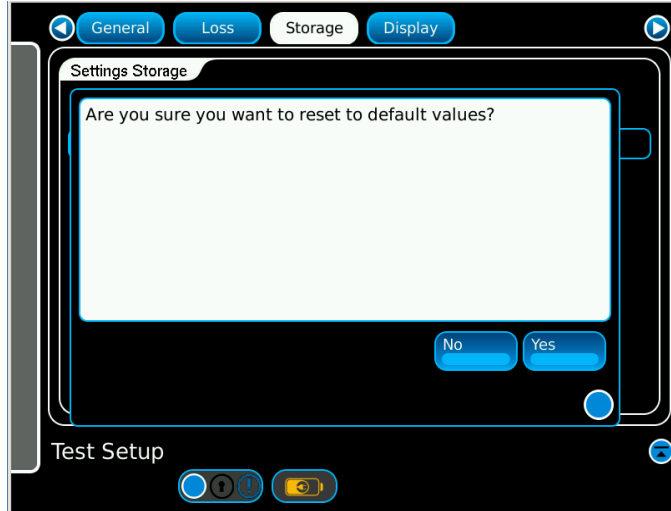 General
Loss
Storage
Display
Settings Storage
Are you sure you want to reset to default values?
No
Yes
Test Setup